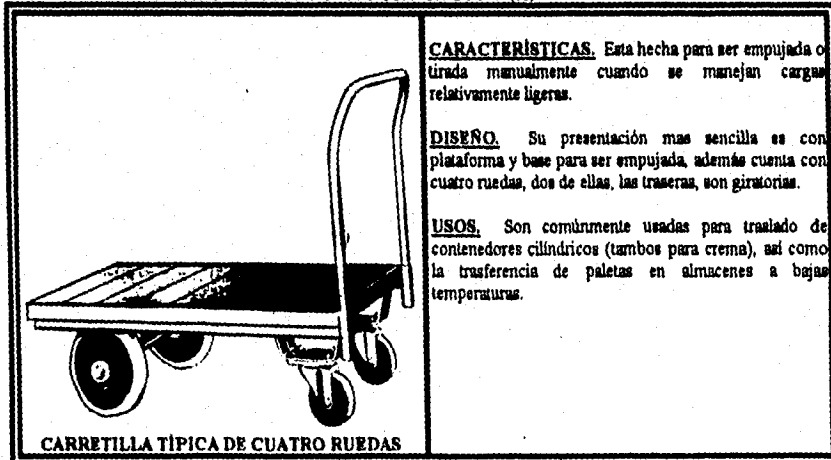 CARACTERÍSTICAS. Esta hecha para ser empujada o
tirada manualmente cuando se manejan cargas
relativamente ligeras.
DISEÑO. Su presentación mas sencilla es con
plataforma y base para ser empujada, además cuenta con
cuatro ruedas, dos de ellas, las traseras, son giratorias.
USOS. Son comúnmente usadas para traslado de
contenedores cilíndricos (tambos para crema), así como
la trasferencia de paletas en almacenes a bajas
temperaturas.
CARRETILLA TÍPICA DE CUATRO RUEDAS